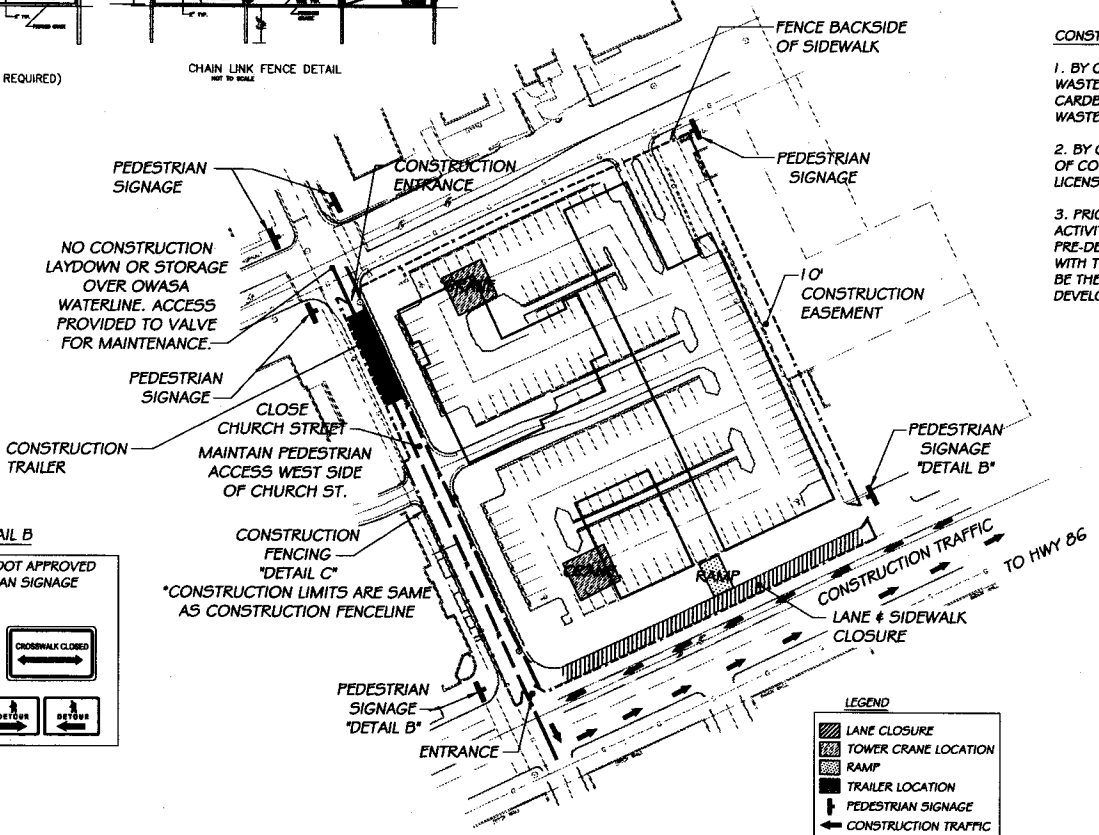 REQUIRED)
CHAIN LINK FENCE DETAIL
NOT TO SCALE
FENCE BACKSIDE
OF SIDEWALK
PEDESTRIAN
SIGNAGE
CONSTRUCTION
ENTRANCE
PEDESTRIAN
SIGNAGE
NO CONSTRUCTION
LAYDOWN OR STORAGE
OVER OWASA
WATERLINE. ACCESS
PROVIDED TO VALVE
FOR MAINTENANCE.
CRANE
10'
CONSTRUCTION
EASEMENT
PEDESTRIAN
SIGNAGE
CLOSE
CHURCH STREET
CONSTRUCTION
TRAILER
MAINTAIN PEDESTRIAN
ACCESS WEST SIDE
OF CHURCH ST.
PEDESTRIAN
SIGNAGE
"DETAIL B"
CONSTRUCTION
FENCING
"DETAIL C"
*CONSTRUCTION LIMITS ARE SAME
AS CONSTRUCTION FENCELINE
CRANE
RAMP
CONSTRUCTION TRAFFIC
TO HWY 86
LANE & SIDEWALK
CLOSURE
PEDESTRIAN
SIGNAGE
"DETAIL B"
ENTRANCE
AIL B
DOT APPROVED
AN SIGNAGE
CROSSWALK CLOSED
DETOUR
DETOUR
LEGEND
LANE CLOSURE
TOWER CRANE LOCATION
RAMP
TRAILER LOCATION
PEDESTRIAN SIGNAGE
CONSTRUCTION TRAFFIC
CONST
1. BY C
WASTE
CARDB
WASTE
2. BY C
OF CO
LICENS
3. PRIO
ACTIVIT
PRE-DE
WITH T
BE THE
DEVELO